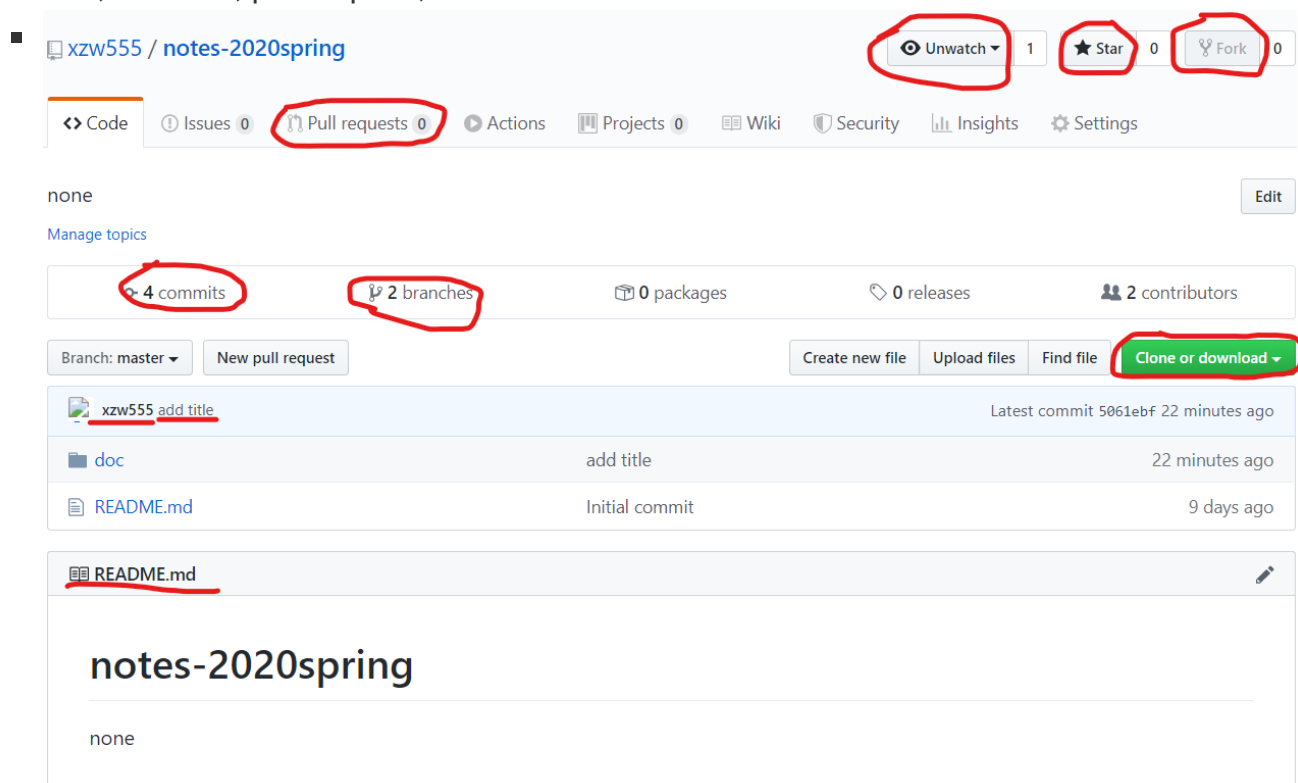 xzw555 / notes-2020spring Unwatch 1 Star 0 Fork 0
Code Issues 0 Pull requests 0 Actions Projects 0 Wiki Security Insights Settings
none Edit
Manage topics
4 commits 2 branches 0 packages 0 releases 2 contributors
Branch: master New pull request Create new file Upload files Find file Clone or download
xzw555 add title Latest commit 5061ebf 22 minutes ago
doc add title 22 minutes ago
README.md Initial commit 9 days ago
README.md
notes-2020spring
none